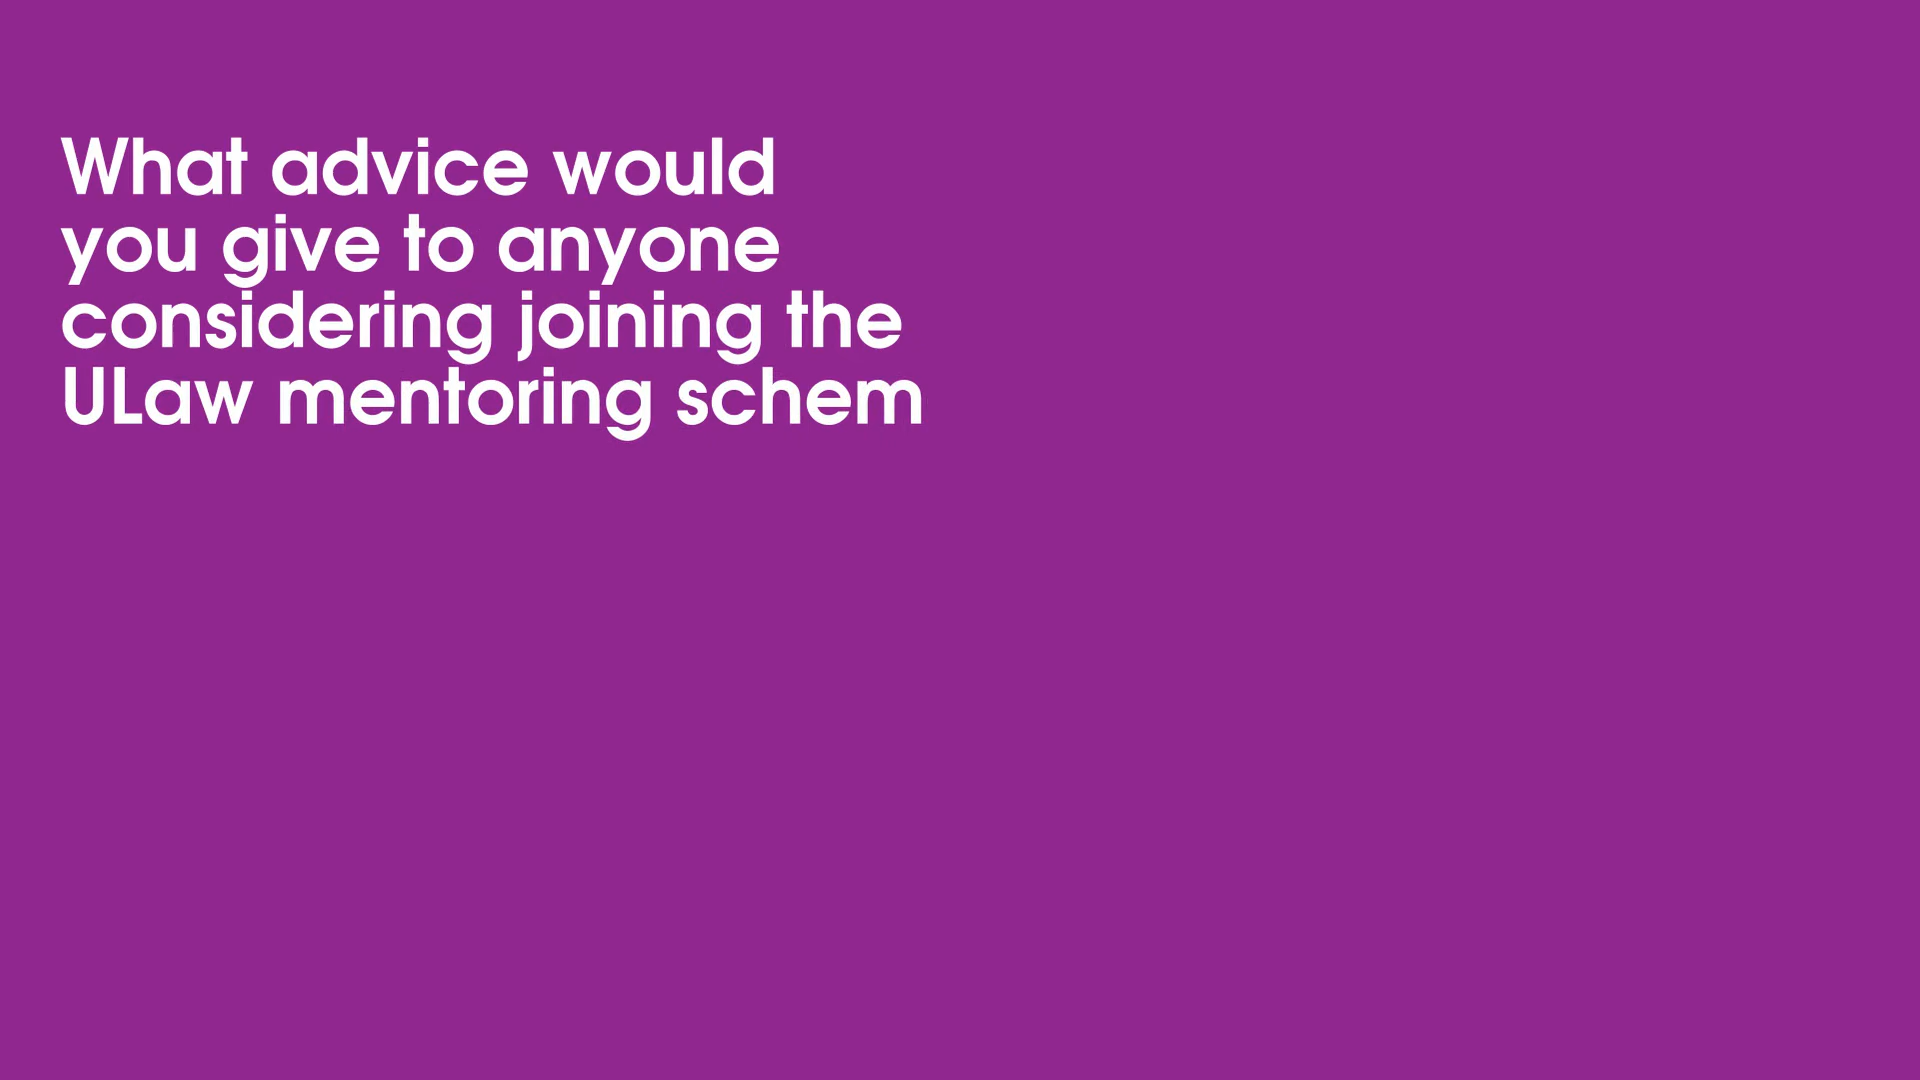 What advice would
you give to anyone
considering joining the
ULaw mentoring schem